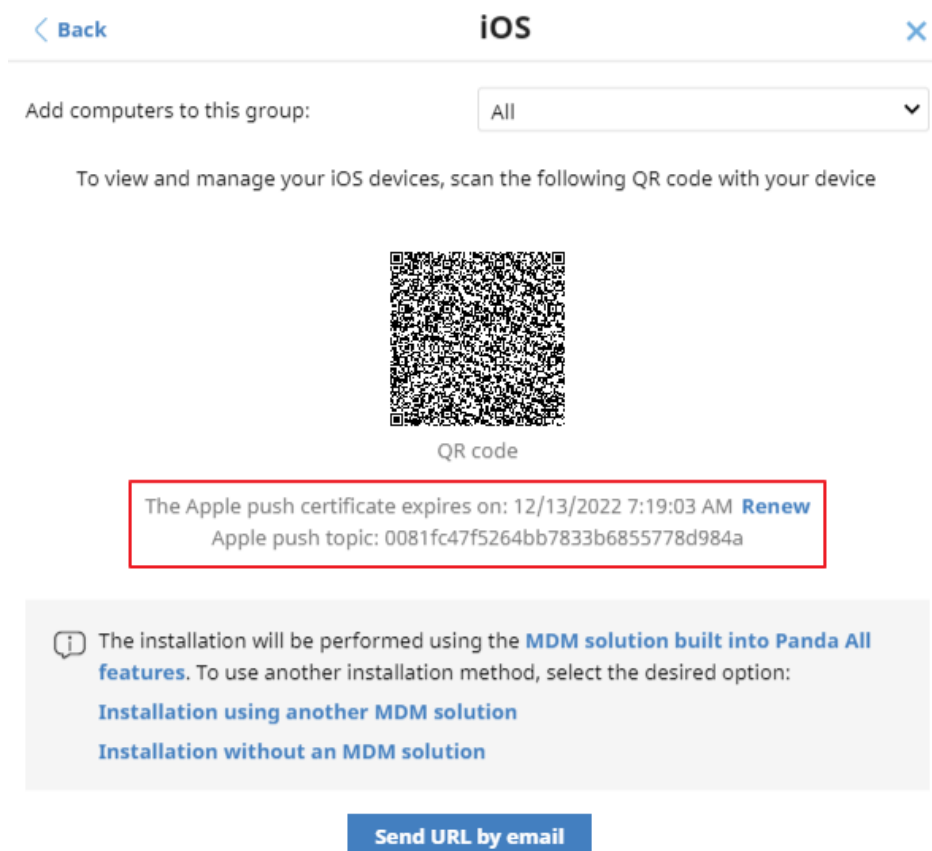 Back
iOS
Add computers to this group:
All
To view and manage your iOS devices, scan the following QR code with your device
QR code
The Apple push certificate expires on: 12/13/2022 7:19:03 AM Renew
Apple push topic: 0081fc47f5264bb7833b6855778d984a
The installation will be performed using the MDM solution built into Panda All
features. To use another installation method, select the desired option:
Installation using another MDM solution
Installation without an MDM solution
Send URL by email